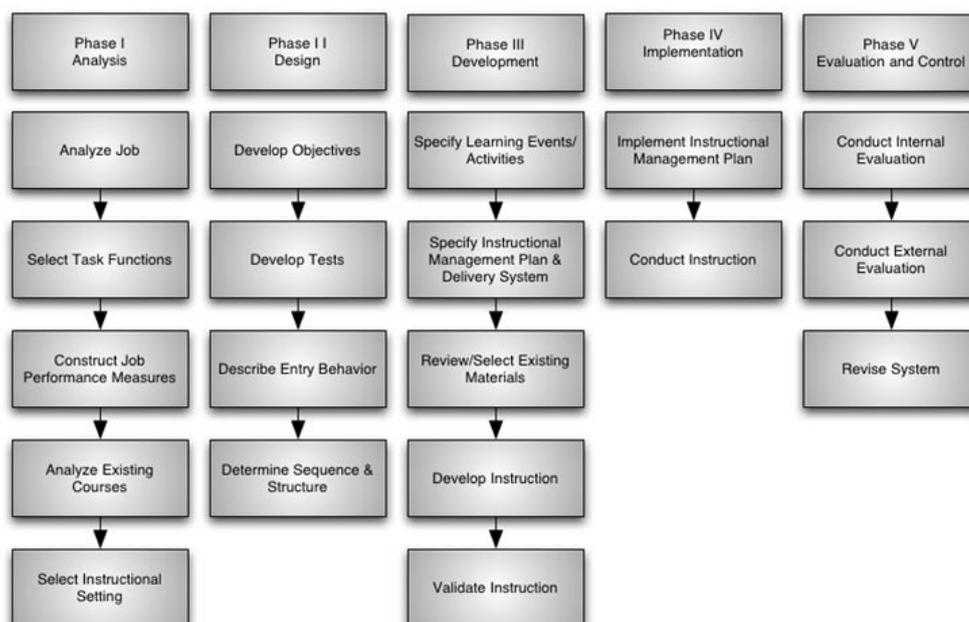 Phase I
Analysis
Phase I I
Design
Phase III
Development
Phase IV
Implementation
Phase V
Evaluation and Control
Analyze Job
Develop Objectives
Specify Learning Events/
Activities
Implement Instructional
Management Plan
Conduct Internal
Evaluation
Select Task Functions
Develop Tests
Specify Instructional
Management Plan &
Delivery System
Conduct Instruction
Conduct External
Evaluation
Construct Job
Performance Measures
Describe Entry Behavior
Review/Select Existing
Materials
Revise System
Analyze Existing
Courses
Determine Sequence &
Structure
Develop Instruction
Select Instructional
Setting
Validate Instruction